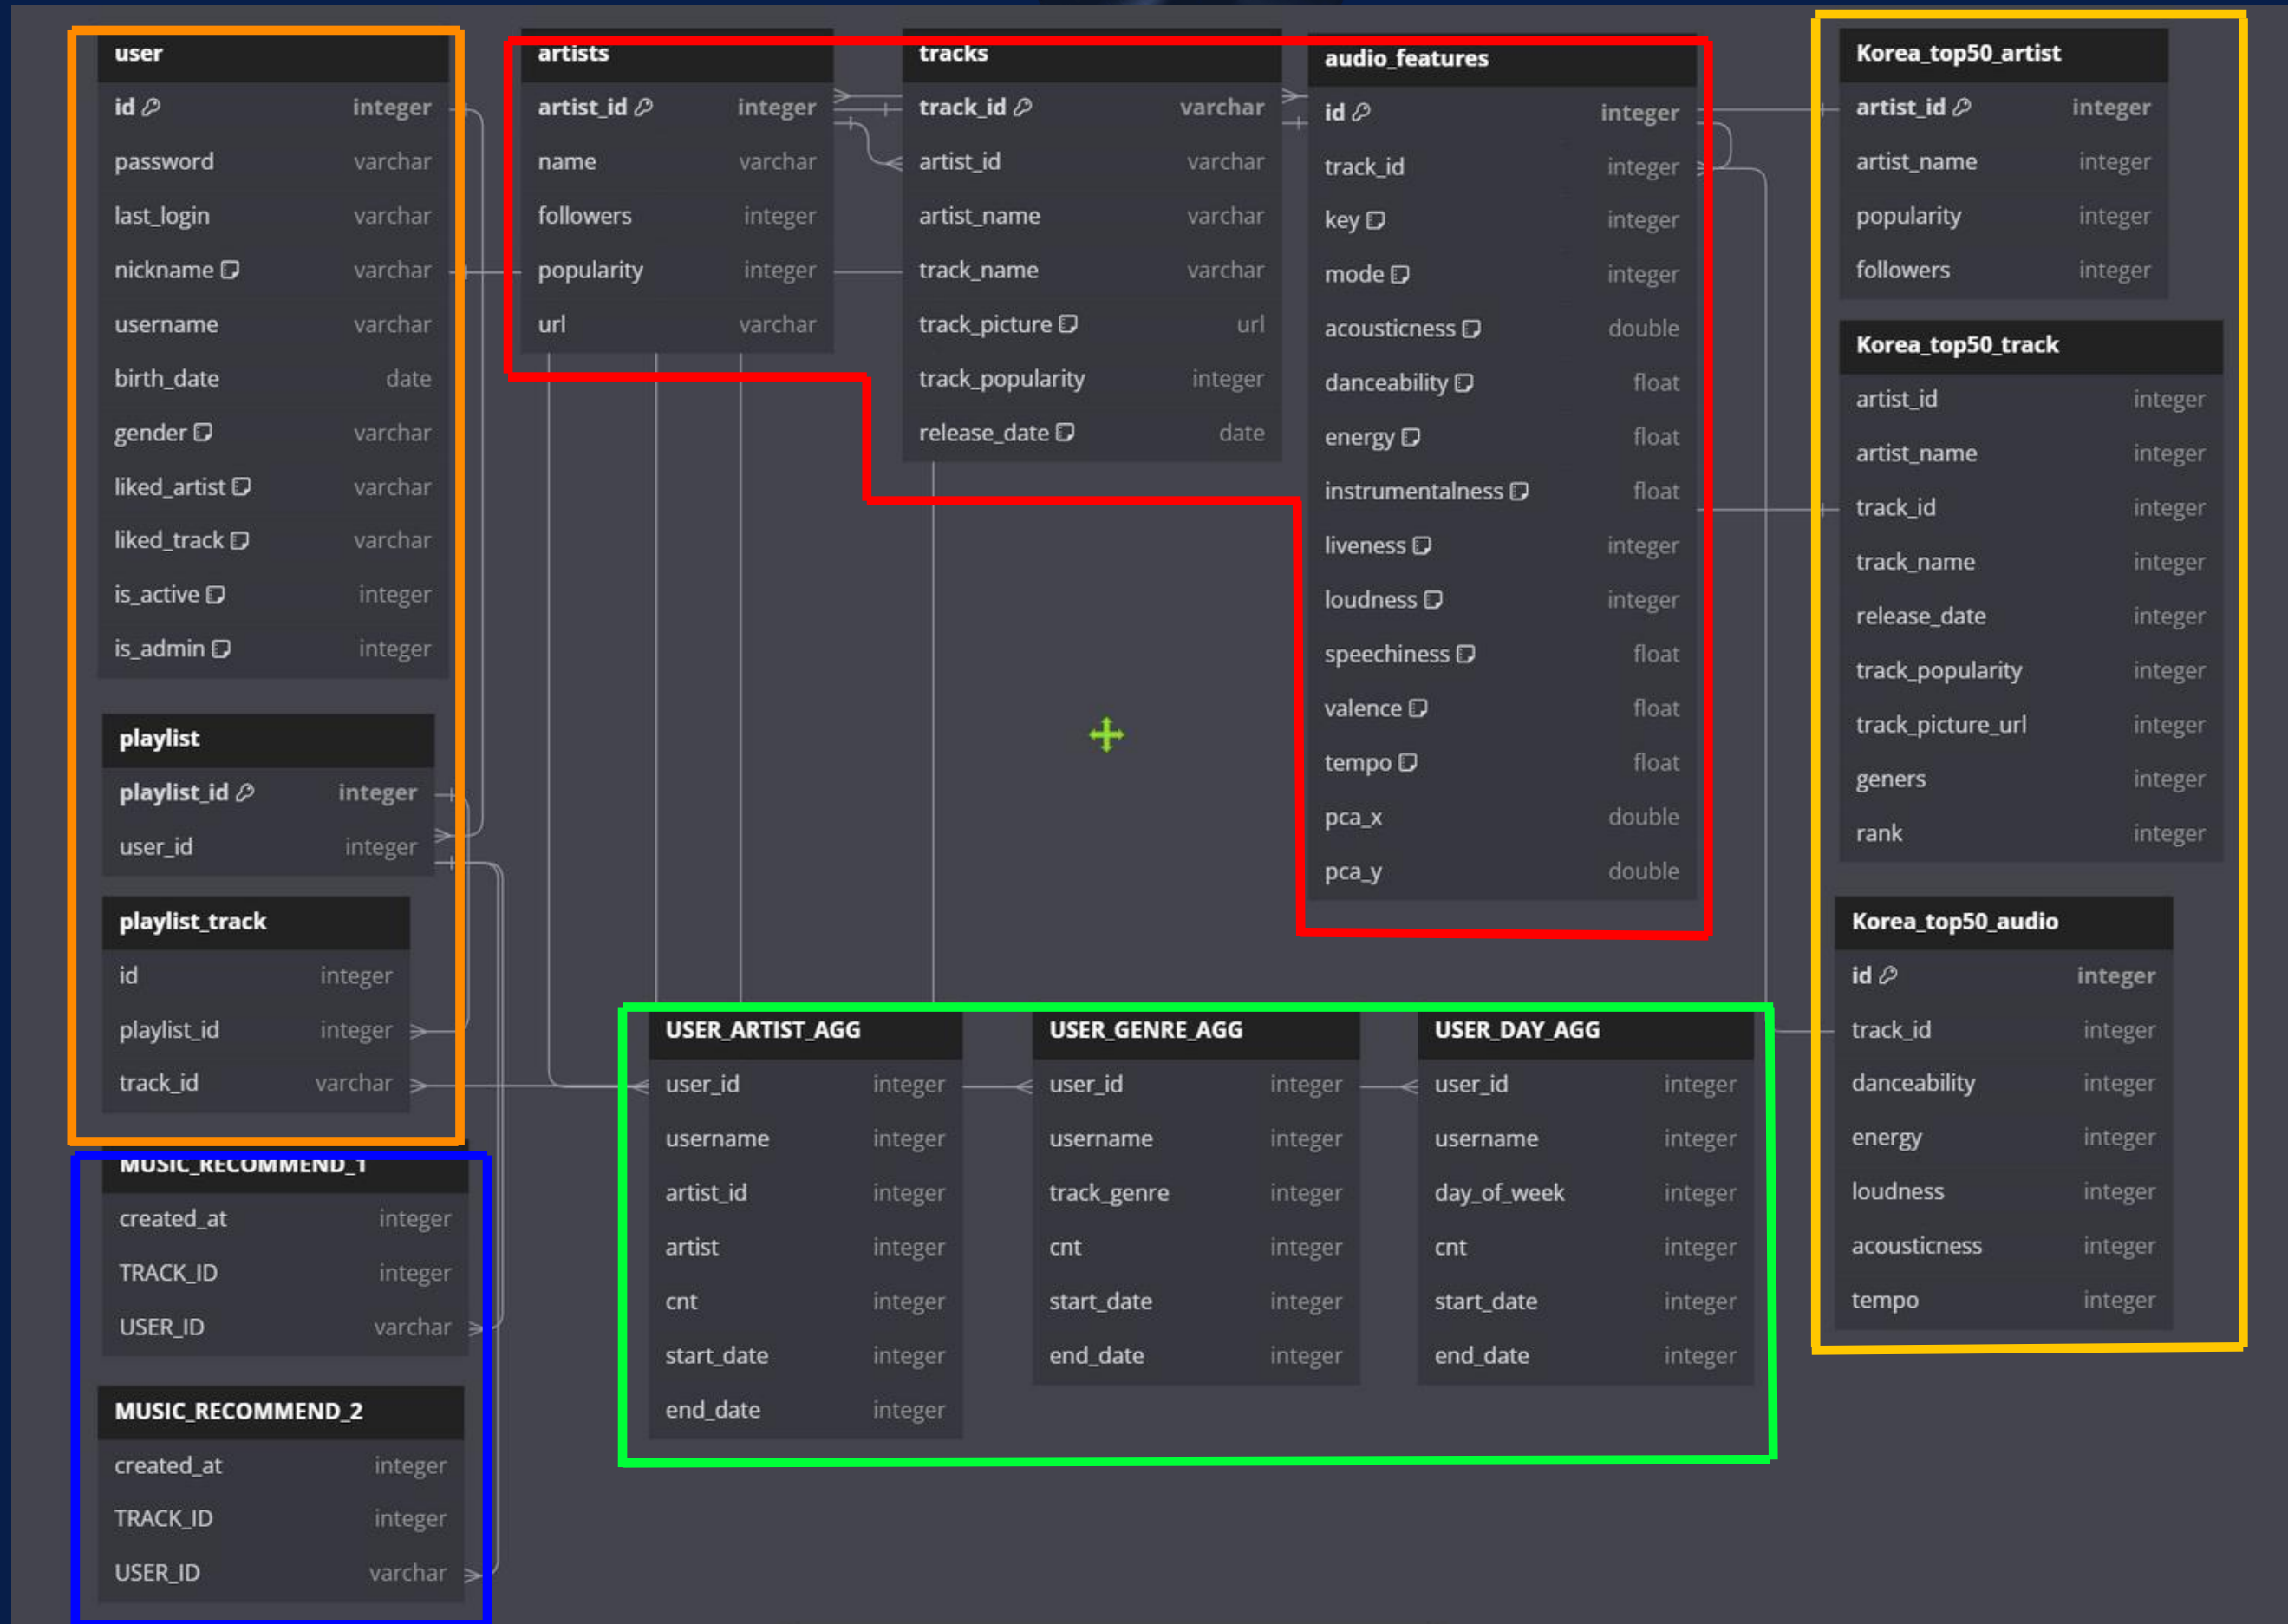 user
id integer
password varchar
last_login varchar
nickname varchar
username varchar
birth_date date
gender varchar
liked_artist varchar
liked_track varchar
is_active integer
is_admin integer
playlist
playlist_id integer
user_id integer
playlist_track
id integer
playlist_id integer
track_id varchar
MUSIC_RECOMMEND_1
created_at integer
TRACK_ID integer
USER_ID varchar
MUSIC_RECOMMEND_2
created_at integer
TRACK_ID integer
USER_ID varchar
artists
artist_id integer
name varchar
followers integer
popularity integer
url varchar
tracks
track_id varchar
artist_id varchar
artist_name varchar
track_name varchar
track_picture url
track_popularity integer
release_date date
audio_features
id integer
track_id integer
key integer
mode integer
acousticness double
danceability float
energy float
instrumentalness float
liveness integer
loudness integer
speechiness float
valence float
tempo float
pca_x double
pca_y double
USER_ARTIST_AGG
user_id integer
username integer
artist_id integer
artist integer
cnt integer
start_date integer
end_date integer
USER_GENRE_AGG
user_id integer
username integer
track_genre integer
cnt integer
start_date integer
end_date integer
USER_DAY_AGG
user_id integer
username integer
day_of_week integer
cnt integer
start_date integer
end_date integer
Korea_top50_artist
artist_id integer
artist_name integer
popularity integer
followers integer
Korea_top50_track
artist_id integer
artist_name integer
track_id integer
track_name integer
release_date integer
track_popularity integer
track_picture_url integer
geners integer
rank integer
Korea_top50_audio
id integer
track_id integer
danceability integer
energy integer
loudness integer
acousticness integer
tempo integer